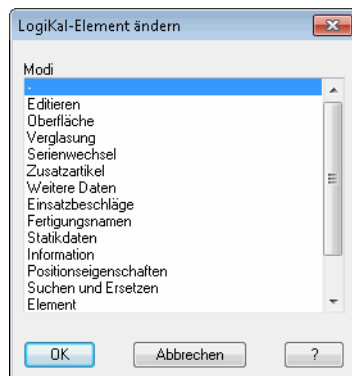 LogiKal-Element ändern
Modi
-
Editieren
Oberfläche
Verglasung
Serienwechsel
Zusatzartikel
Weitere Daten
Einsatzbeschläge
Fertigungsnamen
Statikdaten
Information
Positionseigenschaften
Suchen und Ersetzen
Element
OK Abbrechen ?